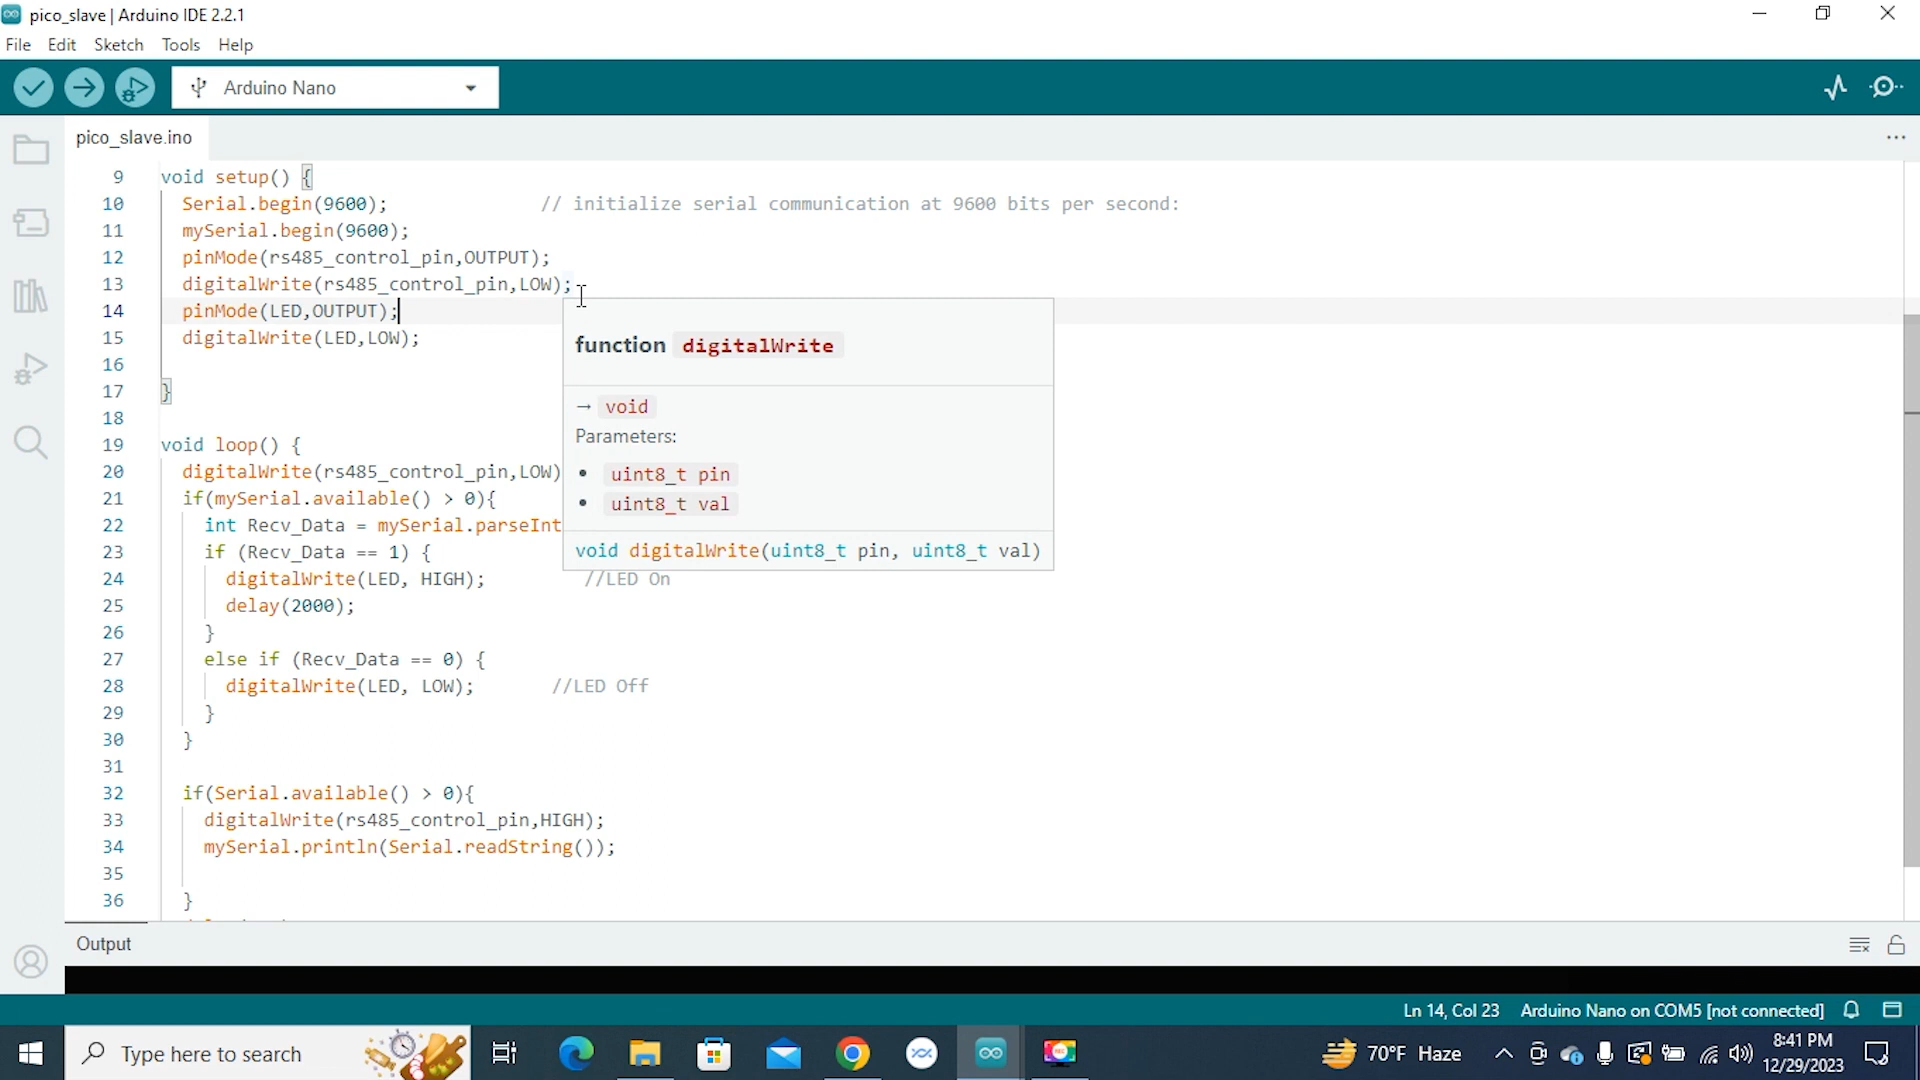 pico_slave | Arduino IDE 2.2.1
File Edit Sketch Tools Help
Arduino Nano
pico_slave.ino
9 void setup() {
10 Serial.begin(9600); // initialize serial communication at 9600 bits per second:
11 mySerial.begin(9600);
12 pinMode(rs485_control_pin,OUTPUT);
13 digitalWrite(rs485_control_pin,LOW);
14 pinMode(LED,OUTPUT);
15 digitalWrite(LED,LOW);
16
17 }
18
19 void loop() {
20 digitalWrite(rs485_control_pin,LOW)
21 if(mySerial.available() > 0){
22 int Recv_Data = mySerial.parseInt
23 if (Recv_Data == 1) {
24 digitalWrite(LED, HIGH); //LED On
25 delay(2000);
26 }
27 else if (Recv_Data == 0) {
28 digitalWrite(LED, LOW); //LED Off
29 }
30 }
31
32 if(Serial.available() > 0){
33 digitalWrite(rs485_control_pin,HIGH);
34 mySerial.println(Serial.readString());
35
36 }
function digitalWrite
→ void
Parameters:
• uint8_t pin
• uint8_t val
void digitalWrite(uint8_t pin, uint8_t val)
Output
Ln 14, Col 23 Arduino Nano on COM5 [not connected]
Type here to search
70°F Haze
8:41 PM
12/29/2023